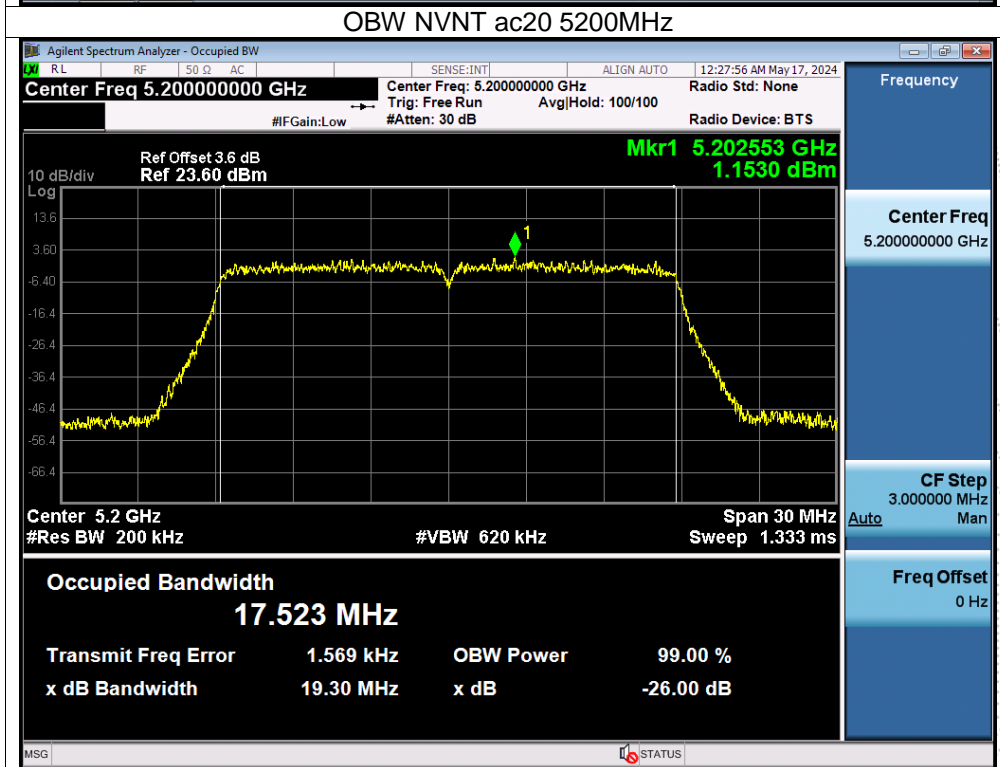 OBW NVNT ac20 5200MHz
Agilent Spectrum Analyzer - Occupied BW
LXI RL RF 50 Ω AC SENSE:INT ALIGN AUTO 12:27:56 AM May 17, 2024
Center Freq 5.200000000 GHz
Center Freq: 5.200000000 GHz Radio Std: None
Trig: Free Run Avg|Hold: 100/100
#IFGain:Low #Atten: 30 dB Radio Device: BTS
Frequency
Mkr1 5.202553 GHz
1.1530 dBm
Ref Offset 3.6 dB
10 dB/div Ref 23.60 dBm
Log
13.6
3.60
-6.40
-16.4
-26.4
-36.4
-46.4
-56.4
-66.4
1
Center 5.2 GHz Span 30 MHz
#Res BW 200 kHz #VBW 620 kHz Sweep 1.333 ms
Center Freq
5.200000000 GHz
CF Step
3.000000 MHz
Auto Man
Freq Offset
0 Hz
Occupied Bandwidth
17.523 MHz
Transmit Freq Error 1.569 kHz OBW Power 99.00 %
x dB Bandwidth 19.30 MHz x dB -26.00 dB
MSG STATUS